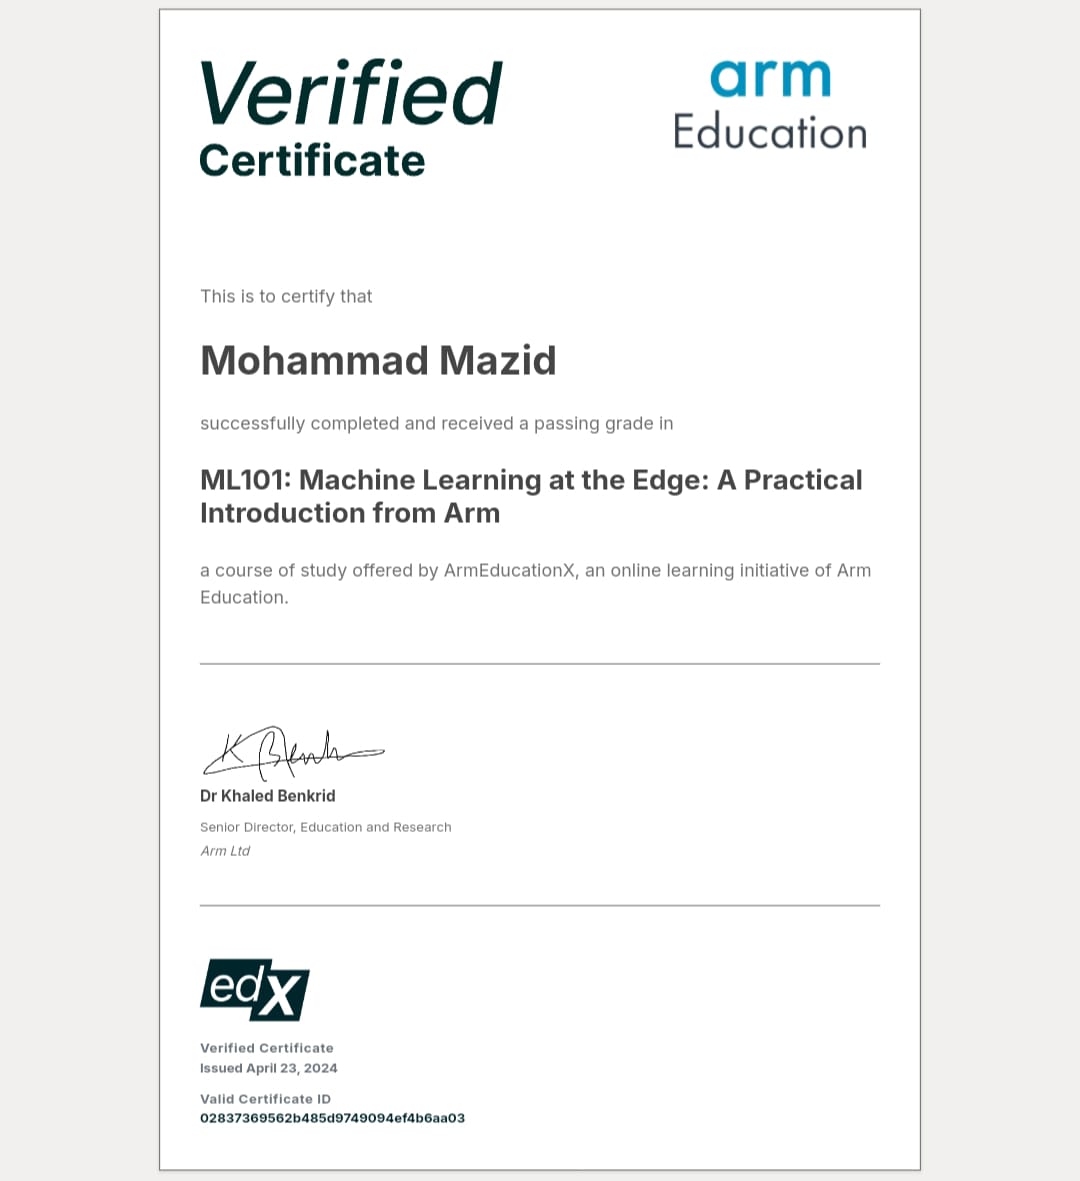 Verified
Certificate
arm
Education
This is to certify that
Mohammad Mazid
successfully completed and received a passing grade in
ML101: Machine Learning at the Edge: A Practical
Introduction from Arm
a course of study offered by ArmEducationX, an online learning initiative of Arm
Education.
K Benk
Dr Khaled Benkrid
Senior Director, Education and Research
Arm Ltd
edX
Verified Certificate
Issued April 23, 2024
Valid Certificate ID
02837369562b485d9749094ef4b6aa03